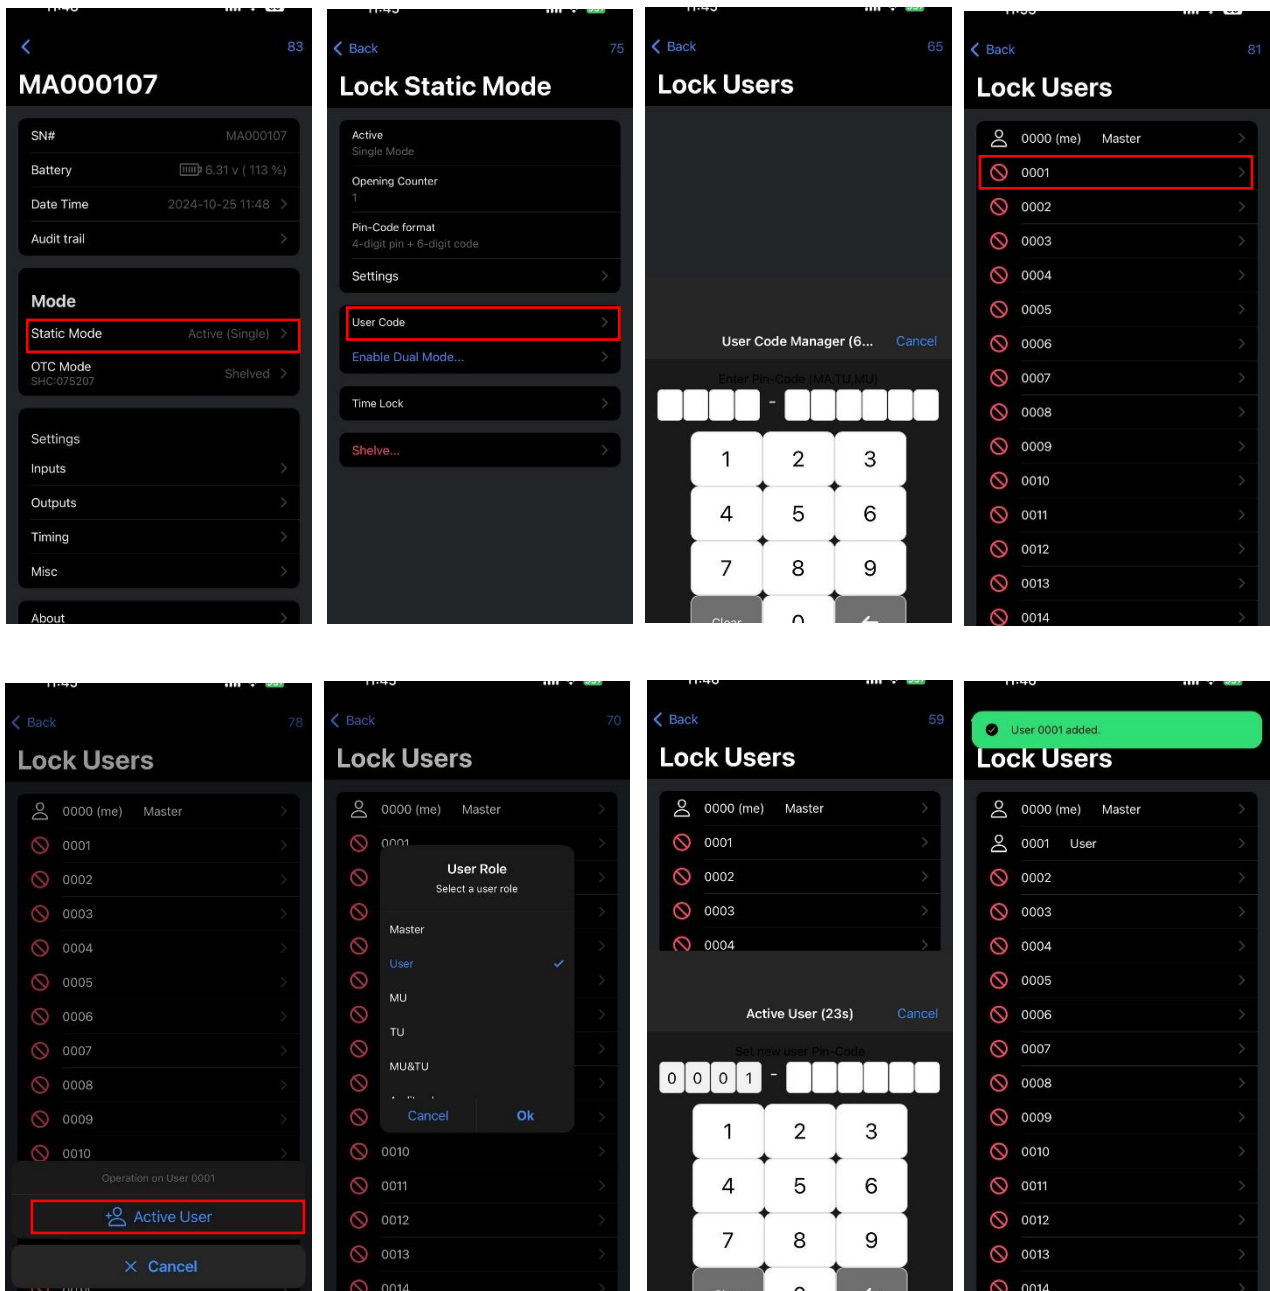 83
MA000107
SN# MA000107
Battery 6.31 v ( 113 %)
Date Time 2024-10-25 11:48
Audit trail
Mode
Static Mode Active (Single)
OTC Mode Shelved
SHC:075207
Settings
Inputs
Outputs
Timing
Misc
About
Back 75
Lock Static Mode
Active
Single Mode
Opening Counter
1
Pin-Code format
4-digit pin + 6-digit code
Settings
User Code
Enable Dual Mode...
Time Lock
Shelve...
Back 65
Lock Users
User Code Manager (6... Cancel
Enter Pin-Code (MA,TU,MU)
-
1 2 3
4 5 6
7 8 9
Clear 0
Back 81
Lock Users
0000 (me) Master
0001
0002
0003
0004
0005
0006
0007
0008
0009
0010
0011
0012
0013
0014
Back 78
Lock Users
0000 (me) Master
0001
0002
0003
0004
0005
0006
0007
0008
0009
0010
Operation on User 0001
Active User
Cancel
Back 70
Lock Users
0000 (me) Master
0001
User Role
Select a user role
Master
User
MU
TU
MU&TU
Cancel Ok
0010
0011
0012
0013
0014
Back 59
Lock Users
0000 (me) Master
0001
0002
0003
0004
Active User (23s) Cancel
Set new user Pin-Code
0 0 0 1 -
1 2 3
4 5 6
7 8 9
User 0001 added.
Lock Users
0000 (me) Master
0001 User
0002
0003
0004
0005
0006
0007
0008
0009
0010
0011
0012
0013
0014